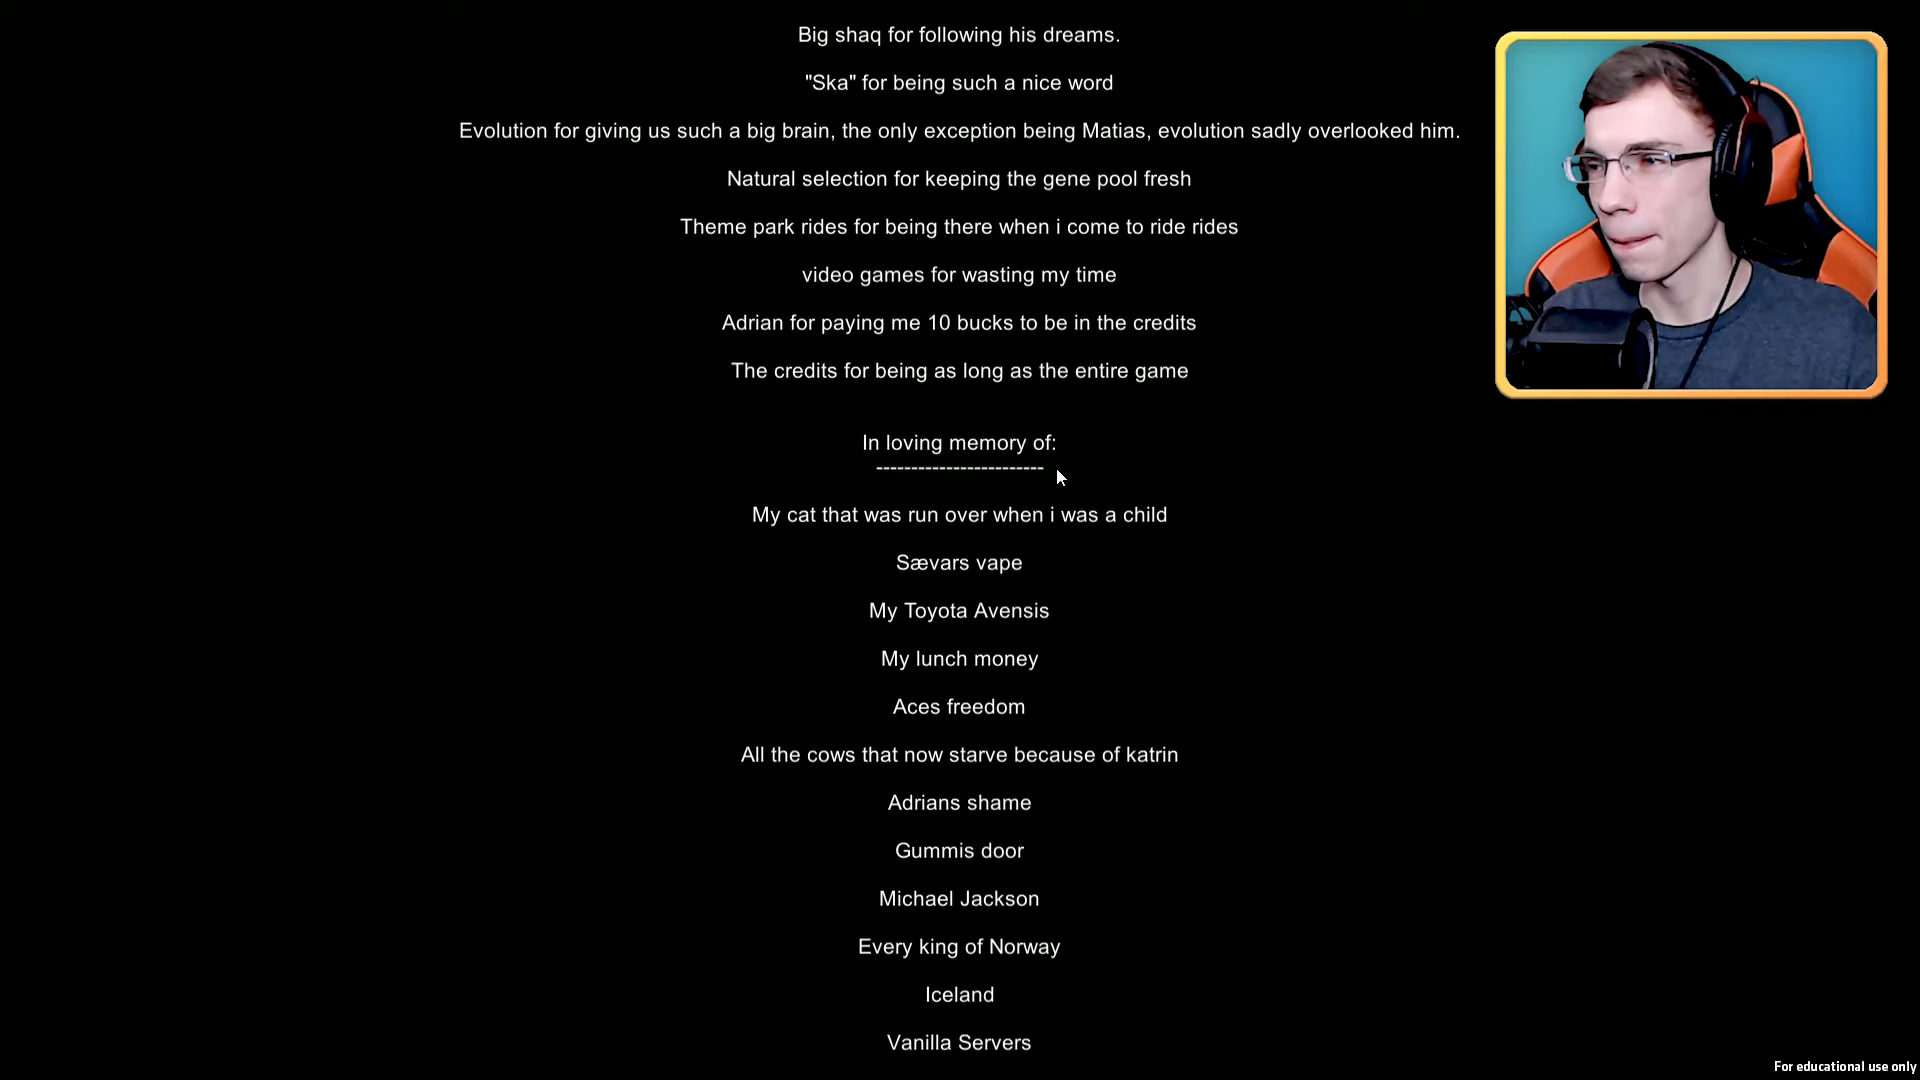 Big shaq for following his dreams.
"Ska" for being such a nice word
Evolution for giving us such a big brain, the only exception being Matias, evolution sadly overlooked him.
Natural selection for keeping the gene pool fresh
Theme park rides for being there when i come to ride rides
video games for wasting my time
Adrian for paying me 10 bucks to be in the credits
The credits for being as long as the entire game
In loving memory of:
------------------------
My cat that was run over when i was a child
Sævars vape
My Toyota Avensis
My lunch money
Aces freedom
All the cows that now starve because of katrin
Adrians shame
Gummis door
Michael Jackson
Every king of Norway
Iceland
Vanilla Servers
For educational use only